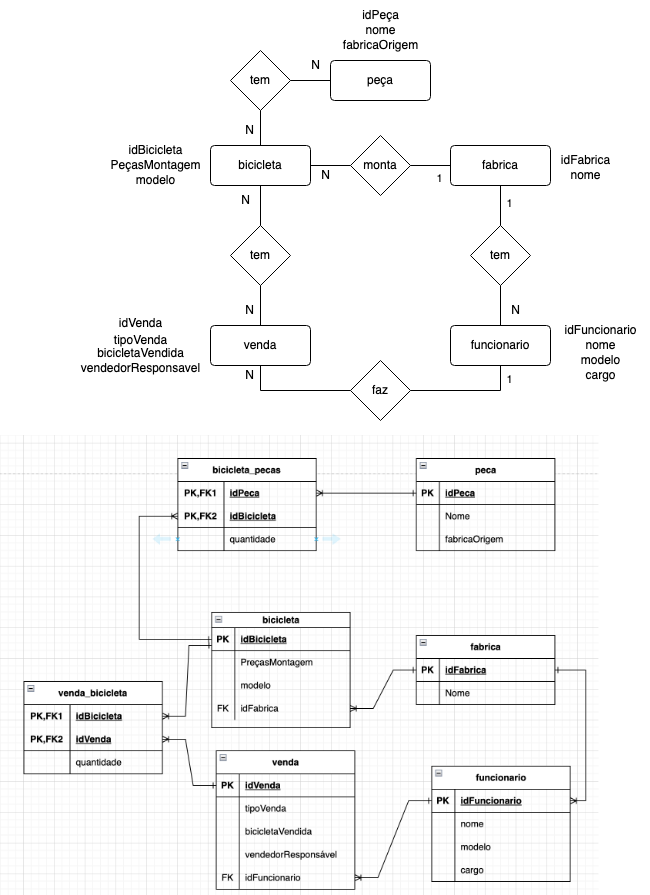 idPeça
nome
fabricaOrigem
tem
N
peça
N
idBicicleta
PeçasMontagem
modelo
bicicleta
N
monta
1
fabrica
idFabrica
nome
N
1
tem
tem
N
N
idVenda
tipoVenda
bicicletaVendida
vendedorResponsavel
venda
funcionario
idFuncionario
nome
modelo
cargo
N
faz
1
bicicleta_pecas
PK,FK1 idPeca
PK,FK2 idBicicleta
quantidade
peca
PK idPeca
Nome
fabricaOrigem
bicicleta
PK idBicicleta
PreçasMontagem
modelo
FK idFabrica
fabrica
PK idFabrica
Nome
venda_bicicleta
PK,FK1 idBicicleta
PK,FK2 idVenda
quantidade
venda
PK idVenda
tipoVenda
bicicletaVendida
vendedorResponsável
FK idFuncionario
funcionario
PK idFuncionario
nome
modelo
cargo